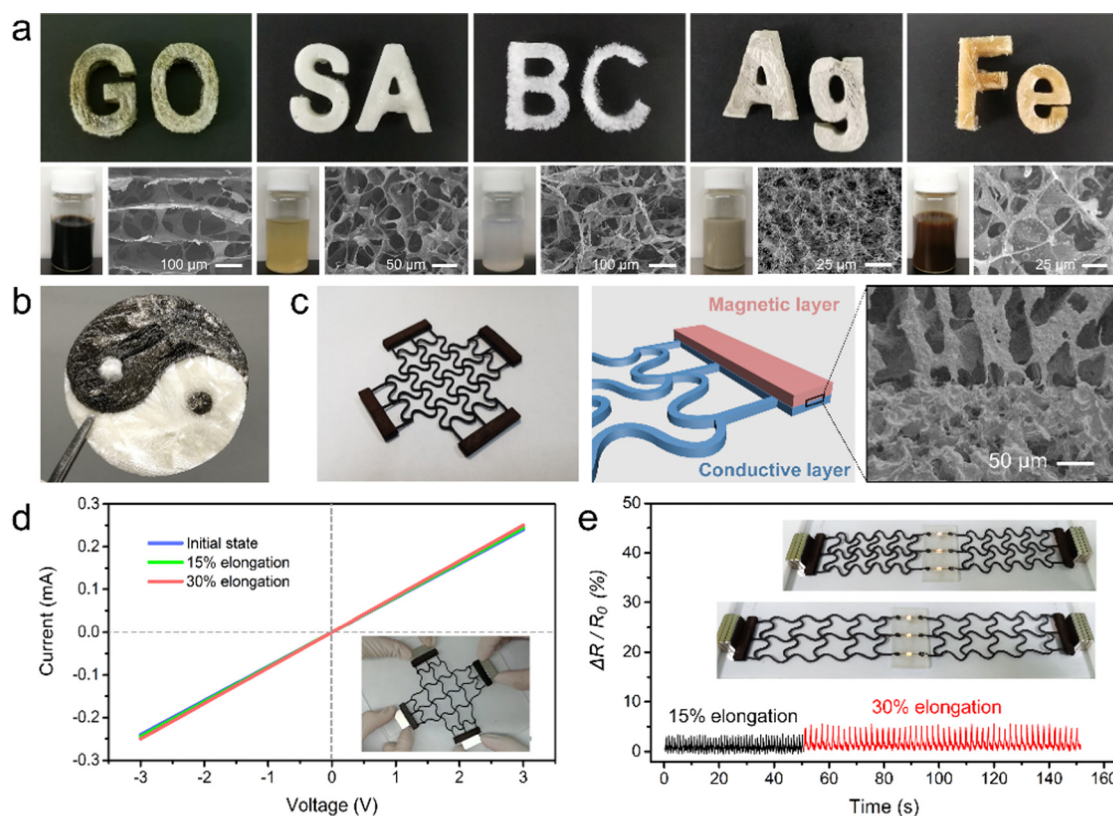 a
GO
SA
BC
Ag
Fe
100 µm
50 µm
100 µm
25 µm
25 µm
b
c
Magnetic layer
Conductive layer
50 µm
d
0.3
0.2
0.1
0.0
-0.1
-0.2
-0.3
Current (mA)
Initial state
15% elongation
30% elongation
-3
-2
-1
0
1
2
3
Voltage (V)
e
50
40
30
20
10
0
ΔR / R₀ (%)
15% elongation
30% elongation
0
20
40
60
80
100
120
140
160
Time (s)